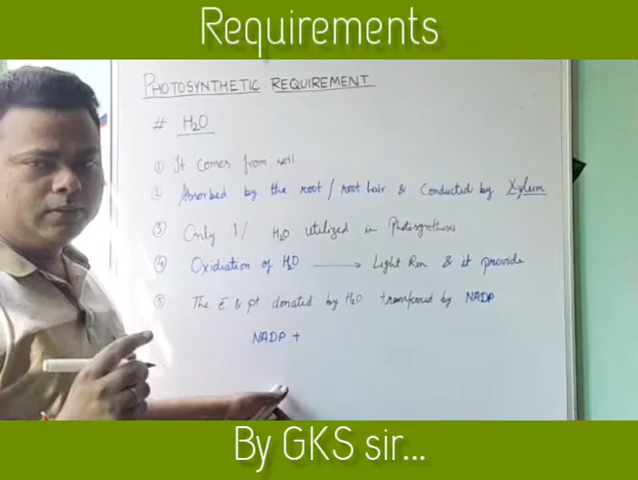 Requirements
PHOTOSYNTHETIC REQUIREMENT
# H₂O
① It comes from soil
② Absorbed by the root / root hair & Conducted by Xylum
③ Only 1/ H₂O utilized in Photosynthesis
④ Oxidiation of H₂O ⟶ Light Rxn & it provide
⑤ The e⁻ & pt donated by H₂O transferred by NADP
NADP +
By GKS sir...